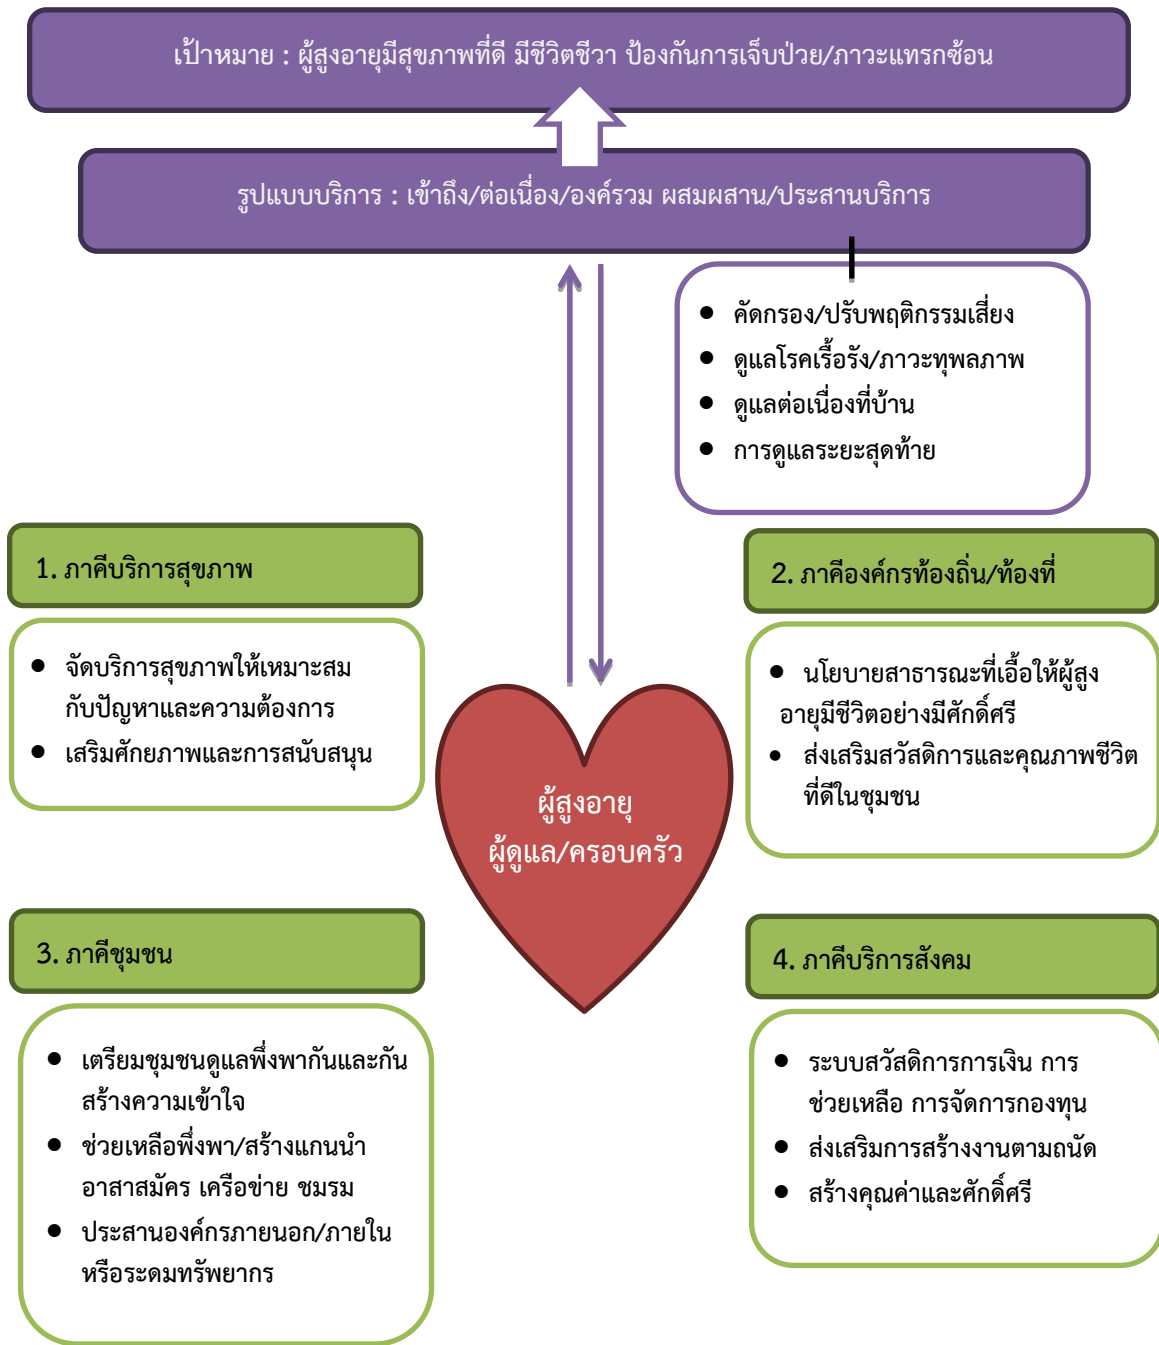 เป้าหมาย : ผู้สูงอายุมีสุขภาพที่ดี มีชีวิตชีวา ป้องกันการเจ็บป่วย/ภาวะแทรกซ้อน
รูปแบบบริการ : เข้าถึง/ต่อเนื่อง/องค์รวม ผสมผสาน/ประสานบริการ
● คัดกรอง/ปรับพฤติกรรมเสี่ยง
● ดูแลโรคเรื้อรัง/ภาวะทุพลภาพ
● ดูแลต่อเนื่องที่บ้าน
● การดูแลระยะสุดท้าย
1. ภาคีบริการสุขภาพ
● จัดบริการสุขภาพให้เหมาะสม
กับปัญหาและความต้องการ
● เสริมศักยภาพและการสนับสนุน
2. ภาคีองค์กรท้องถิ่น/ท้องที่
● นโยบายสาธารณะที่เอื้อให้ผู้สูง
อายุมีชีวิตอย่างมีศักดิ์ศรี
● ส่งเสริมสวัสดิการและคุณภาพชีวิต
ที่ดีในชุมชน
ผู้สูงอายุ
ผู้ดูแล/ครอบครัว
3. ภาคีชุมชน
● เตรียมชุมชนดูแลพึ่งพากันและกัน
สร้างความเข้าใจ
● ช่วยเหลือพึ่งพา/สร้างแกนนำ
อาสาสมัคร เครือข่าย ชมรม
● ประสานองค์กรภายนอก/ภายใน
หรือระดมทรัพยากร
4. ภาคีบริการสังคม
● ระบบสวัสดิการการเงิน การ
ช่วยเหลือ การจัดการกองทุน
● ส่งเสริมการสร้างงานตามถนัด
● สร้างคุณค่าและศักดิ์ศรี